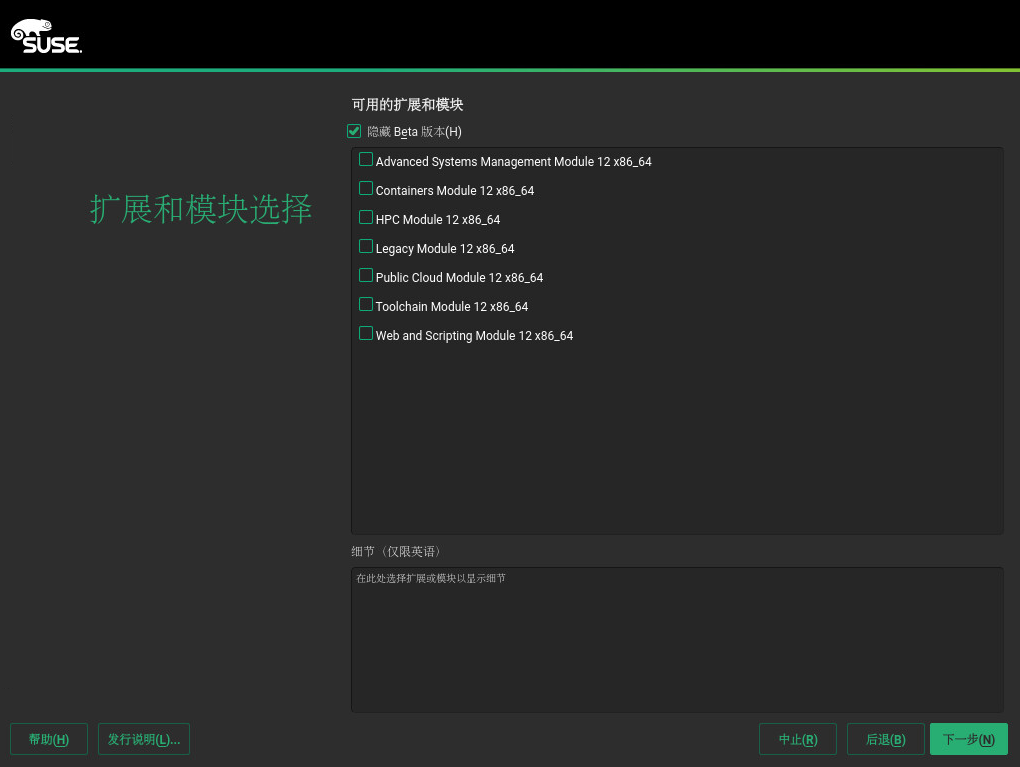 SUSE.
可用的扩展和模块
隐藏 Beta 版本(H)
扩展和模块选择
Advanced Systems Management Module 12 x86_64
Containers Module 12 x86_64
HPC Module 12 x86_64
Legacy Module 12 x86_64
Public Cloud Module 12 x86_64
Toolchain Module 12 x86_64
Web and Scripting Module 12 x86_64
细节（仅限英语）
在此处选择扩展或模块以显示细节
帮助(H) 发行说明(L)... 中止(R) 后退(B) 下一步(N)